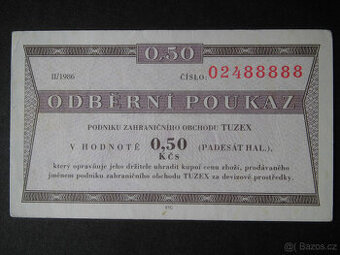 0,50
II/1986 ČÍSLO: 02488888
ODBĚRNÍ POUKAZ
PODNIKU ZAHRANIČNÍHO OBCHODU TUZEX
V HODNOTĚ 0,50 (PADESÁT HAL.)
KČS
který opravňuje jeho držitele uhradit kupní cenu zboží, prodávaného
jménem podniku zahraničního obchodu TUZEX za devizové prostředky.
Bazos.cz